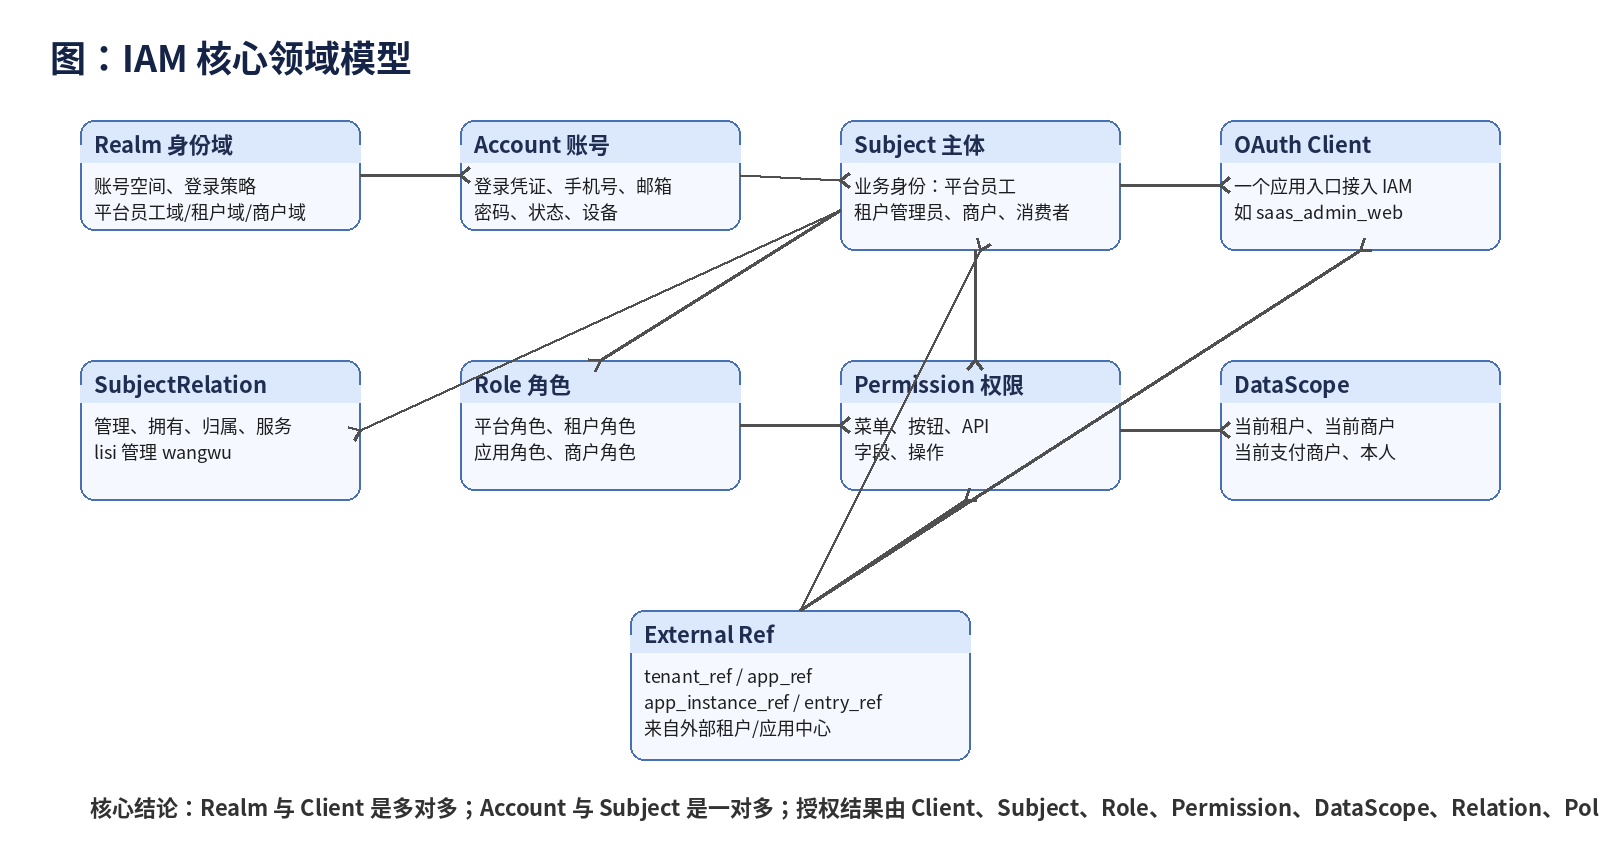 图：IAM 核心领域模型
Realm 身份域
账号空间、登录策略
平台员工域/租户域/商户域
Account 账号
登录凭证、手机号、邮箱
密码、状态、设备
Subject 主体
业务身份：平台员工
租户管理员、商户、消费者
OAuth Client
一个应用入口接入 IAM
如 saas_admin_web
SubjectRelation
管理、拥有、归属、服务
lisi 管理 wangwu
Role 角色
平台角色、租户角色
应用角色、商户角色
Permission 权限
菜单、按钮、API
字段、操作
DataScope
当前租户、当前商户
当前支付商户、本人
External Ref
tenant_ref / app_ref
app_instance_ref / entry_ref
来自外部租户/应用中心
核心结论：Realm 与 Client 是多对多；Account 与 Subject 是一对多；授权结果由 Client、Subject、Role、Permission、DataScope、Relation、Pol